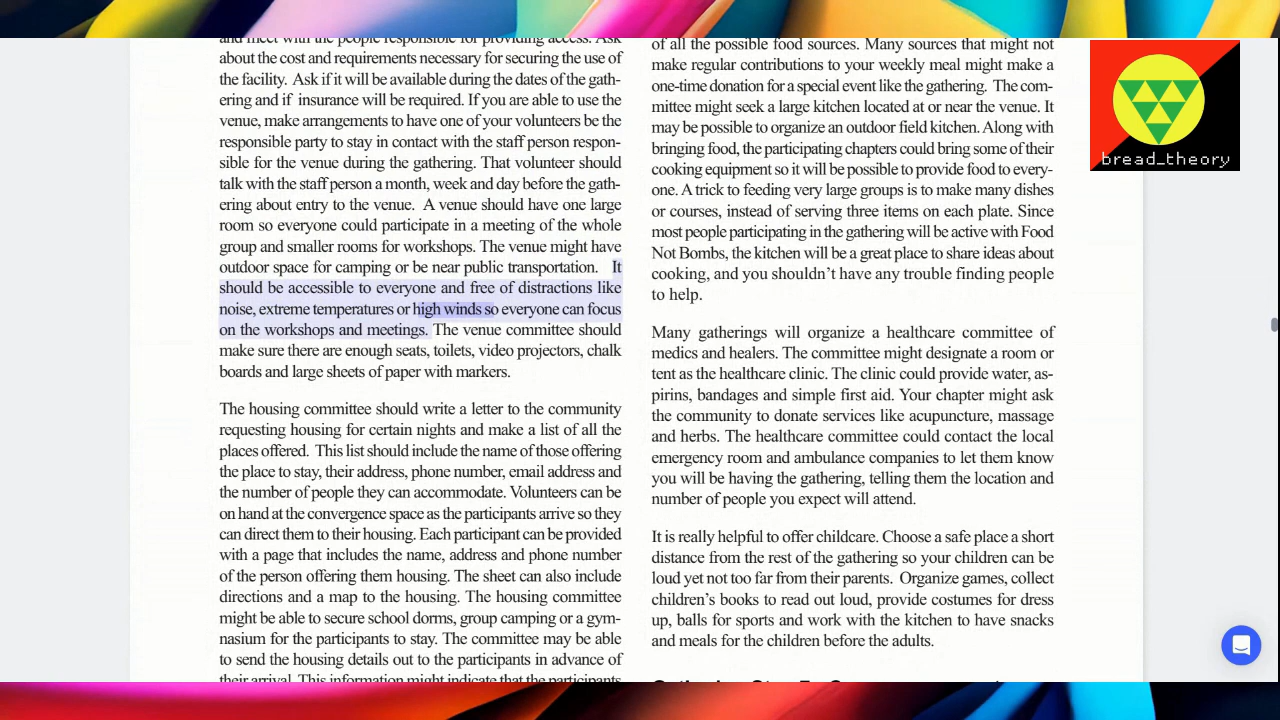 and meet with the people responsible for providing access. Ask
about the cost and requirements necessary for securing the use of
the facility. Ask if it will be available during the dates of the gath-
ering and if insurance will be required. If you are able to use the
venue, make arrangements to have one of your volunteers be the
responsible party to stay in contact with the staff person respon-
sible for the venue during the gathering. That volunteer should
talk with the staff person a month, week and day before the gath-
ering about entry to the venue. A venue should have one large
room so everyone could participate in a meeting of the whole
group and smaller rooms for workshops. The venue might have
outdoor space for camping or be near public transportation. It
should be accessible to everyone and free of distractions like
noise, extreme temperatures or high winds so everyone can focus
on the workshops and meetings. The venue committee should
make sure there are enough seats, toilets, video projectors, chalk
boards and large sheets of paper with markers.
The housing committee should write a letter to the community
requesting housing for certain nights and make a list of all the
places offered. This list should include the name of those offering
the place to stay, their address, phone number, email address and
the number of people they can accommodate. Volunteers can be
on hand at the convergence space as the participants arrive so they
can direct them to their housing. Each participant can be provided
with a page that includes the name, address and phone number
of the person offering them housing. The sheet can also include
directions and a map to the housing. The housing committee
might be able to secure school dorms, group camping or a gym-
nasium for the participants to stay. The committee may be able
to send the housing details out to the participants in advance of
their arrival. This information might indicate that the participants
of all the possible food sources. Many sources that might not
make regular contributions to your weekly meal might make a
one-time donation for a special event like the gathering. The com-
mittee might seek a large kitchen located at or near the venue. It
may be possible to organize an outdoor field kitchen. Along with
bringing food, the participating chapters could bring some of their
cooking equipment so it will be possible to provide food to every-
one. A trick to feeding very large groups is to make many dishes
or courses, instead of serving three items on each plate. Since
most people participating in the gathering will be active with Food
Not Bombs, the kitchen will be a great place to share ideas about
cooking, and you shouldn't have any trouble finding people
to help.
Many gatherings will organize a healthcare committee of
medics and healers. The committee might designate a room or
tent as the healthcare clinic. The clinic could provide water, as-
pirins, bandages and simple first aid. Your chapter might ask
the community to donate services like acupuncture, massage
and herbs. The healthcare committee could contact the local
emergency room and ambulance companies to let them know
you will be having the gathering, telling them the location and
number of people you expect will attend.
It is really helpful to offer childcare. Choose a safe place a short
distance from the rest of the gathering so your children can be
loud yet not too far from their parents. Organize games, collect
children's books to read out loud, provide costumes for dress
up, balls for sports and work with the kitchen to have snacks
and meals for the children before the adults.
bread_theory